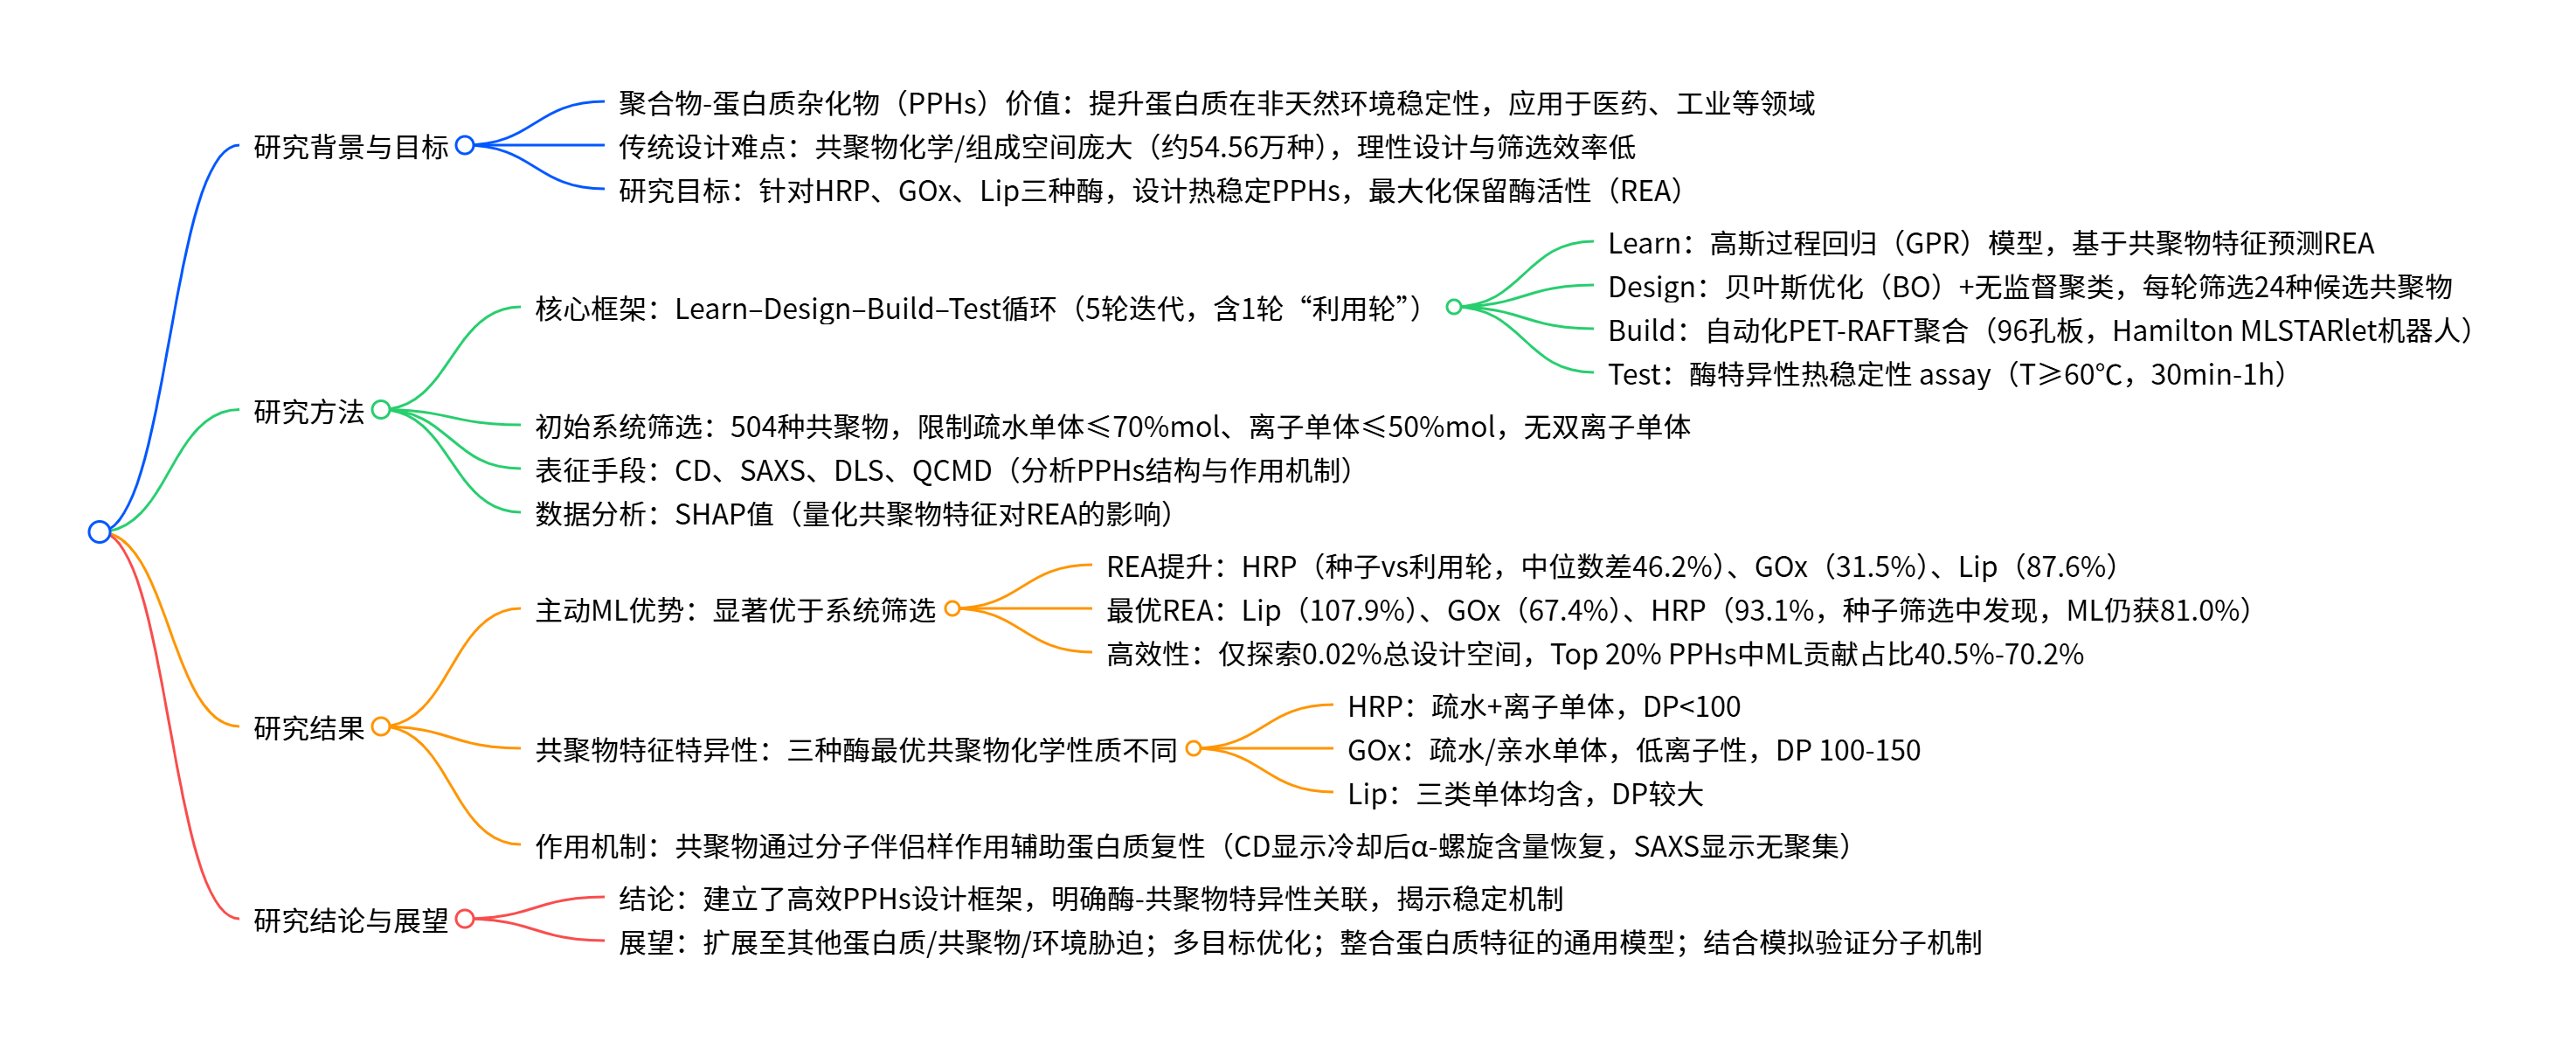 研究背景与目标
聚合物-蛋白质杂化物（PPHs）价值：提升蛋白质在非天然环境稳定性，应用于医药、工业等领域
传统设计难点：共聚物化学/组成空间庞大（约54.56万种），理性设计与筛选效率低
研究目标：针对HRP、GOx、Lip三种酶，设计热稳定PPHs，最大化保留酶活性（REA）
研究方法
核心框架：Learn–Design–Build–Test循环（5轮迭代，含1轮“利用轮”）
Learn：高斯过程回归（GPR）模型，基于共聚物特征预测REA
Design：贝叶斯优化（BO）+无监督聚类，每轮筛选24种候选共聚物
Build：自动化PET-RAFT聚合（96孔板，Hamilton MLSTARlet机器人）
Test：酶特异性热稳定性 assay（T≥60℃，30min-1h）
初始系统筛选：504种共聚物，限制疏水单体≤70%mol、离子单体≤50%mol，无双离子单体
表征手段：CD、SAXS、DLS、QCMD（分析PPHs结构与作用机制）
数据分析：SHAP值（量化共聚物特征对REA的影响）
研究结果
主动ML优势：显著优于系统筛选
REA提升：HRP（种子vs利用轮，中位数差46.2%）、GOx（31.5%）、Lip（87.6%）
最优REA：Lip（107.9%）、GOx（67.4%）、HRP（93.1%，种子筛选中发现，ML仍获81.0%）
高效性：仅探索0.02%总设计空间，Top 20% PPHs中ML贡献占比40.5%-70.2%
共聚物特征特异性：三种酶最优共聚物化学性质不同
HRP：疏水+离子单体，DP<100
GOx：疏水/亲水单体，低离子性，DP 100-150
Lip：三类单体均含，DP较大
作用机制：共聚物通过分子伴侣样作用辅助蛋白质复性（CD显示冷却后α-螺旋含量恢复，SAXS显示无聚集）
研究结论与展望
结论：建立了高效PPHs设计框架，明确酶-共聚物特异性关联，揭示稳定机制
展望：扩展至其他蛋白质/共聚物/环境胁迫；多目标优化；整合蛋白质特征的通用模型；结合模拟验证分子机制